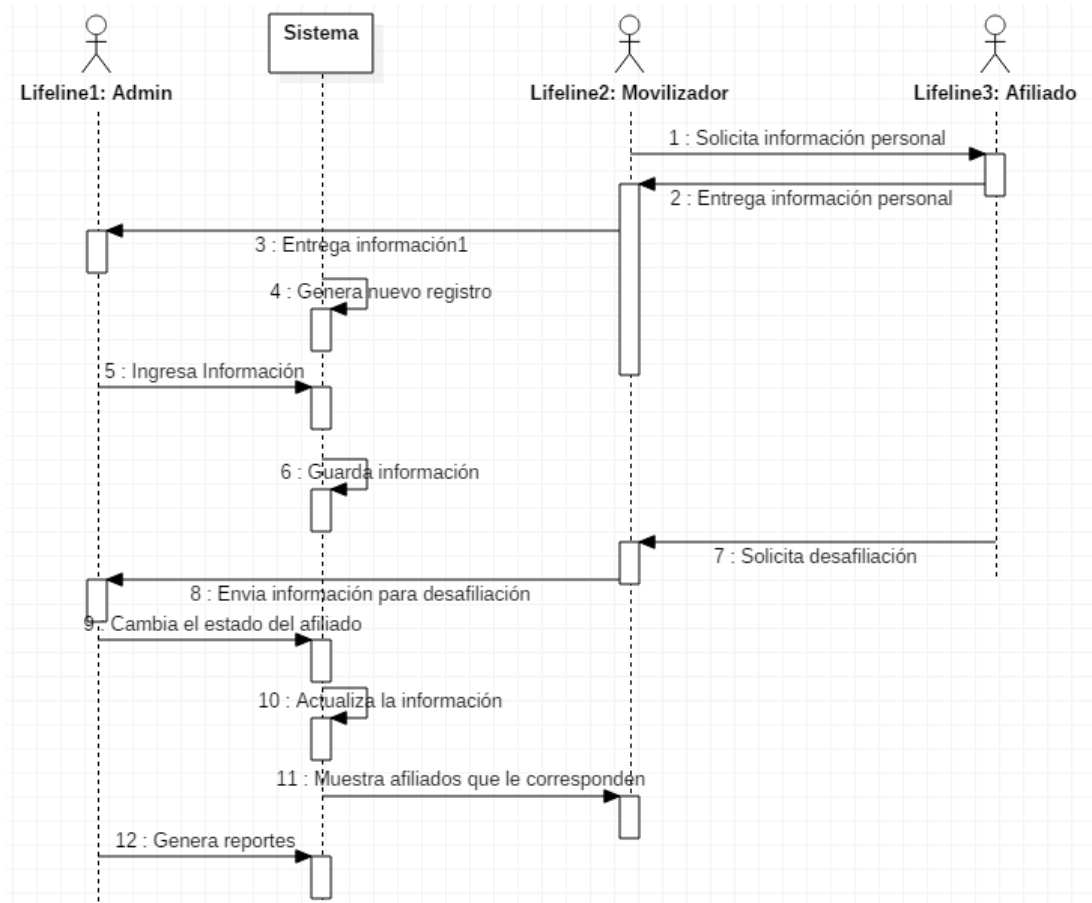 Sistema
Lifeline1: Admin
Lifeline2: Movilizador
Lifeline3: Afiliado
1 : Solicita información personal
2 : Entrega información personal
3 : Entrega información1
4 : Genera nuevo registro
5 : Ingresa Información
6 : Guarda información
7 : Solicita desafiliación
8 : Envia información para desafiliación
9 : Cambia el estado del afiliado
10 : Actualiza la información
11 : Muestra afiliados que le corresponden
12 : Genera reportes